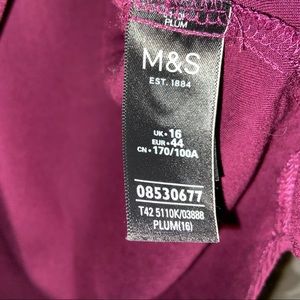 PLUM
M&S
EST. 1884
UK • 16
EUR • 44
CN • 170/100A
08530677
T42 5110K/03888
PLUM(16)